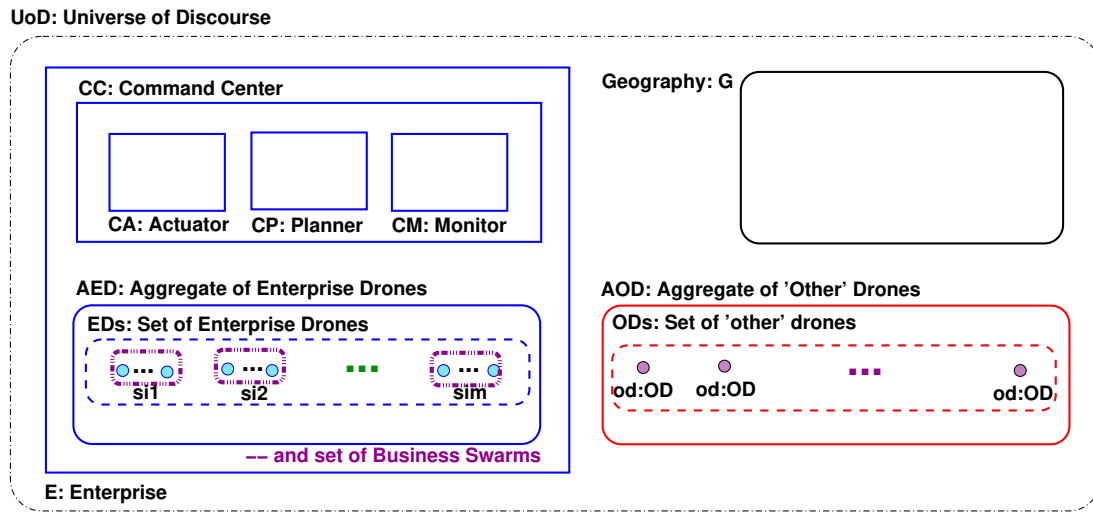 UoD: Universe of Discourse
CC: Command Center
Geography: G
CA: Actuator
CP: Planner
CM: Monitor
AED: Aggregate of Enterprise Drones
AOD: Aggregate of ’Other’ Drones
EDs: Set of Enterprise Drones
ODs: Set of ’other’ drones
... ... ... ...
si1 si2 sim
...
od:OD od:OD od:OD
−− and set of Business Swarms
E: Enterprise